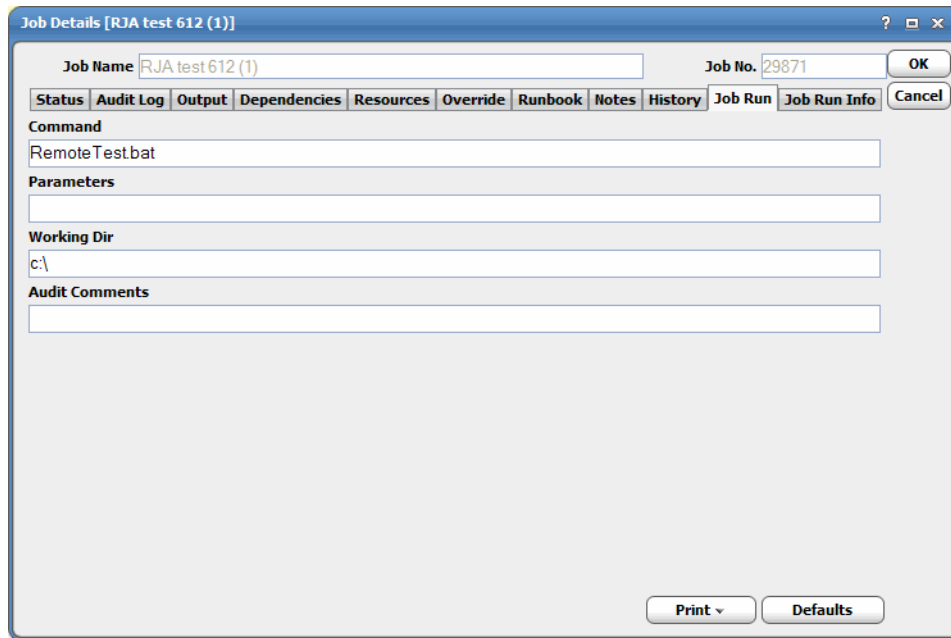 Job Details [RJA test 612 (1)] ?
Job Name RJA test 612 (1) Job No. 29871 OK
Status Audit Log Output Dependencies Resources Override Runbook Notes History Job Run Job Run Info Cancel
Command
RemoteTest.bat
Parameters
Working Dir
c:\
Audit Comments
Print Defaults